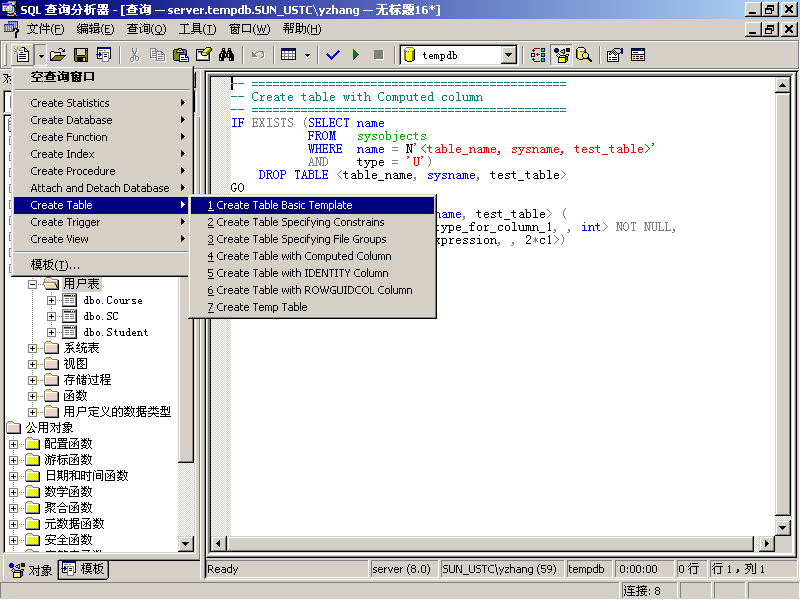 SQL 查询分析器 - [查询 — server.tempdb.SUN_USTC\yzhang — 无标题16*]
文件(F) 编辑(E) 查询(Q) 工具(T) 窗口(W) 帮助(H)
tempdb
空查询窗口
Create Statistics
Create Database
Create Function
Create Index
Create Procedure
Attach and Detach Database
Create Table
Create Trigger
Create View
模板(T)...
1 Create Table Basic Template
2 Create Table Specifying Constrains
3 Create Table Specifying File Groups
4 Create Table with Computed Column
5 Create Table with IDENTITY Column
6 Create Table with ROWGUIDCOL Column
7 Create Temp Table
-- =============================================
-- Create table with Computed column
-- =============================================
IF EXISTS (SELECT name
FROM sysobjects
WHERE name = N'<table_name, sysname, test_table>'
AND type = 'U')
DROP TABLE <table_name, sysname, test_table>
GO
name, test_table> (
type_for_column_1, , int> NOT NULL,
xpression, , 2*c1>)
用户表
dbo.Course
dbo.SC
dbo.Student
系统表
视图
存储过程
函数
用户定义的数据类型
公用对象
配置函数
游标函数
日期和时间函数
数学函数
聚合函数
元数据函数
安全函数
对象 模板
Ready server (8.0) SUN_USTC\yzhang (59) tempdb 0:00:00 0 行 行 1，列 1
连接: 8